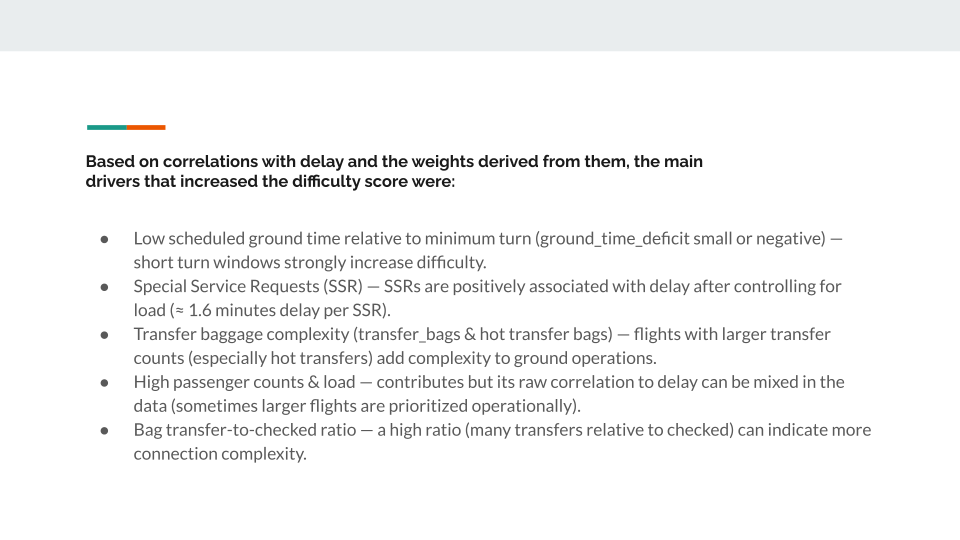 Based on correlations with delay and the weights derived from them, the main
drivers that increased the difficulty score were:
● Low scheduled ground time relative to minimum turn (ground_time_deficit small or negative) —
short turn windows strongly increase difficulty.
● Special Service Requests (SSR) — SSRs are positively associated with delay after controlling for
load (≈ 1.6 minutes delay per SSR).
● Transfer baggage complexity (transfer_bags & hot transfer bags) — flights with larger transfer
counts (especially hot transfers) add complexity to ground operations.
● High passenger counts & load — contributes but its raw correlation to delay can be mixed in the
data (sometimes larger flights are prioritized operationally).
● Bag transfer-to-checked ratio — a high ratio (many transfers relative to checked) can indicate more
connection complexity.